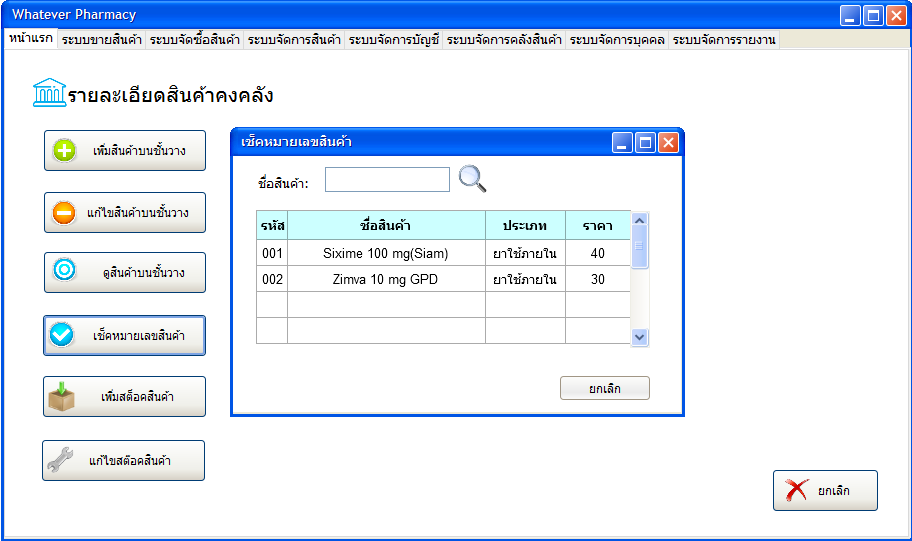 Whatever Pharmacy
หน้าแรก ระบบขายสินค้า ระบบจัดซื้อสินค้า ระบบจัดการสินค้า ระบบจัดการบัญชี ระบบจัดการคลังสินค้า ระบบจัดการบุคคล ระบบจัดการรายงาน
รายละเอียดสินค้าคงคลัง
เพิ่มสินค้าบนชั้นวาง
แก้ไขสินค้าบนชั้นวาง
ดูสินค้าบนชั้นวาง
เช็คหมายเลขสินค้า
เพิ่มสต็อคสินค้า
แก้ไขสต๊อคสินค้า
เช็คหมายเลขสินค้า
ชื่อสินค้า:
รหัส ชื่อสินค้า ประเภท ราคา
001 Sixime 100 mg(Siam) ยาใช้ภายใน 40
002 Zimva 10 mg GPD ยาใช้ภายใน 30
ยกเลิก
ยกเลิก